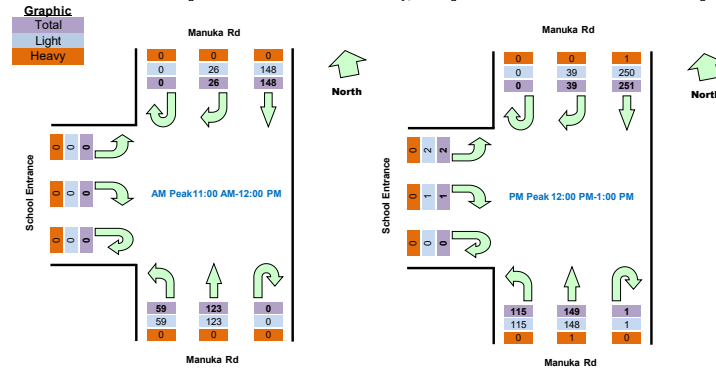 Graphic
Total
Light
Heavy
Manuka Rd
0 0 0
0 26 148
0 26 148
North
School Entrance
0 0 0
0 0 0
0 0 0
AM Peak 11:00 AM-12:00 PM
59 123 0
59 123 0
0 0 0
Manuka Rd
Manuka Rd
0 0 1
0 39 250
0 39 251
North
School Entrance
0 2 2
0 1 1
0 0 0
PM Peak 12:00 PM-1:00 PM
115 149 1
115 148 1
0 1 0
Manuka Rd